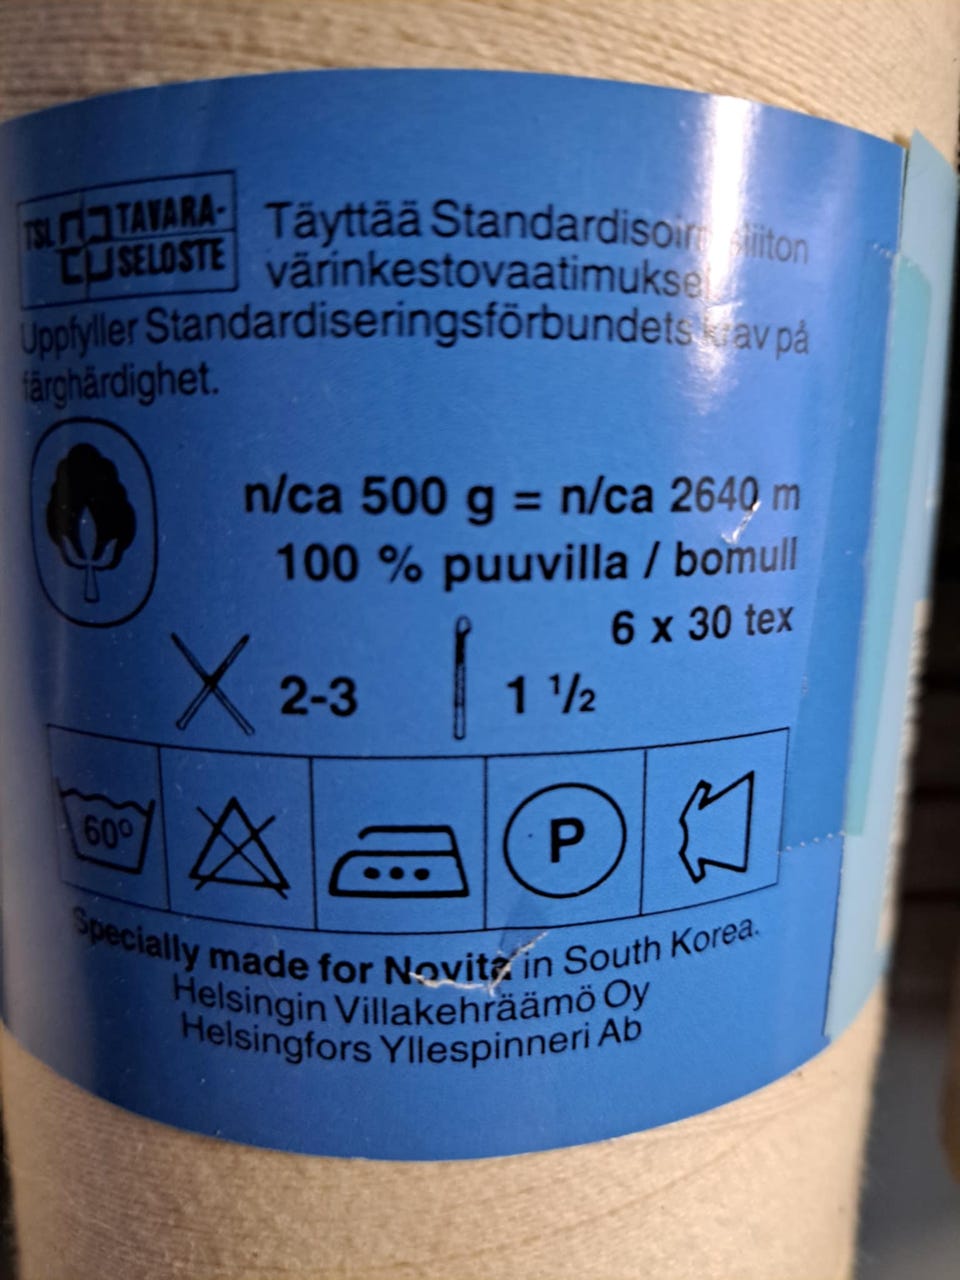 TSL TAVARA-
SELOSTE
Täyttää Standardisoimisliiton
värinkestovaatimukset
Uppfyller Standardiseringsförbundets krav på
färghärdighet.
n/ca 500 g = n/ca 2640 m
100 % puuvilla / bomull
6 x 30 tex
2-3
1 ½
60°
P
Specially made for Novita in South Korea.
Helsingin Villakehräämö Oy
Helsingfors Yllespinneri Ab